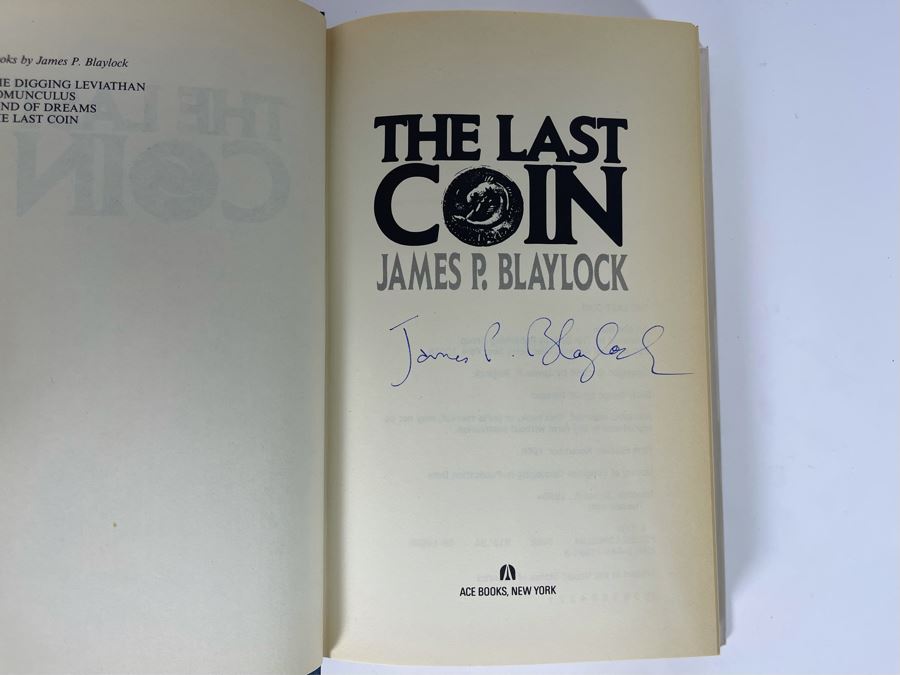 oks by James P. Blaylock
E DIGGING LEVIATHAN
OMUNCULUS
ND OF DREAMS
E LAST COIN
THE LAST
COIN
JAMES P. BLAYLOCK
James P. Blaylock
ACE BOOKS, NEW YORK